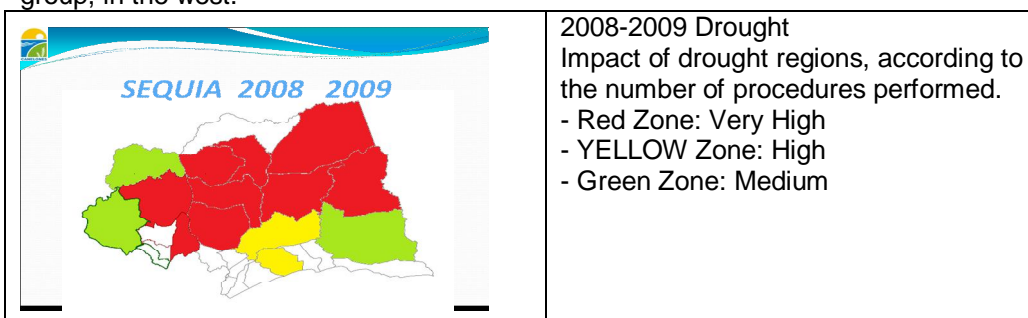 group, in the west.
SEQUIA 2008 2009
2008-2009 Drought
Impact of drought regions, according to
the number of procedures performed.
- Red Zone: Very High
- YELLOW Zone: High
- Green Zone: Medium